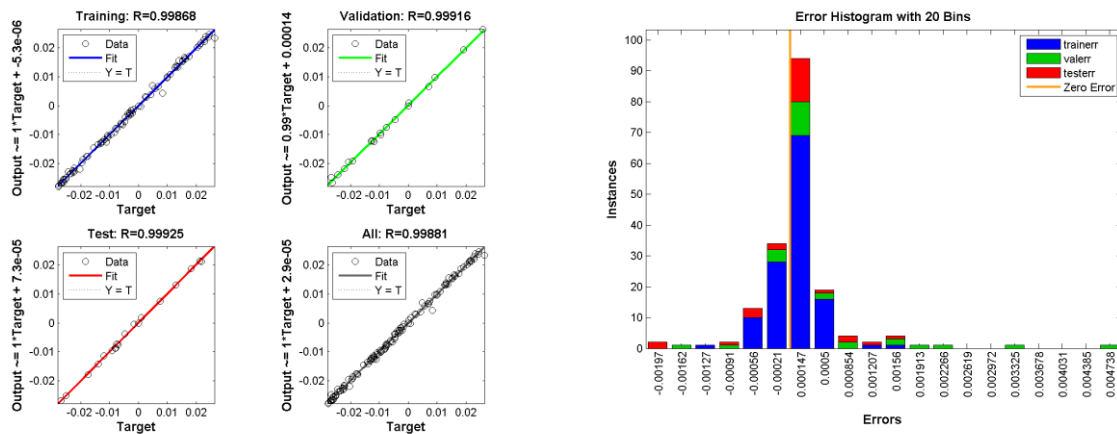 Training: R=0.99868
Output ~= 1*Target + -5.3e-06
0.02
0.01
0
-0.01
-0.02
Data
Fit
Y = T
-0.02 -0.01 0 0.01 0.02
Target
Validation: R=0.99916
Output ~= 0.99*Target + 0.00014
0.02
0.01
0
-0.01
-0.02
Data
Fit
Y = T
-0.02 -0.01 0 0.01 0.02
Target
Test: R=0.99925
Output ~= 1*Target + 7.3e-05
0.02
0.01
0
-0.01
-0.02
Data
Fit
Y = T
-0.02 -0.01 0 0.01 0.02
Target
All: R=0.99881
Output ~= 1*Target + 2.9e-05
0.02
0.01
0
-0.01
-0.02
Data
Fit
Y = T
-0.02 -0.01 0 0.01 0.02
Target
Error Histogram with 20 Bins
Instances
100
90
80
70
60
50
40
30
20
10
0
trainerr
valerr
testerr
Zero Error
-0.00197
-0.00162
-0.00127
-0.00091
-0.00056
-0.00021
0.000147
0.0005
0.000854
0.001207
0.00156
0.001913
0.002266
0.002619
0.002972
0.003325
0.003678
0.004031
0.004385
0.004738
Errors